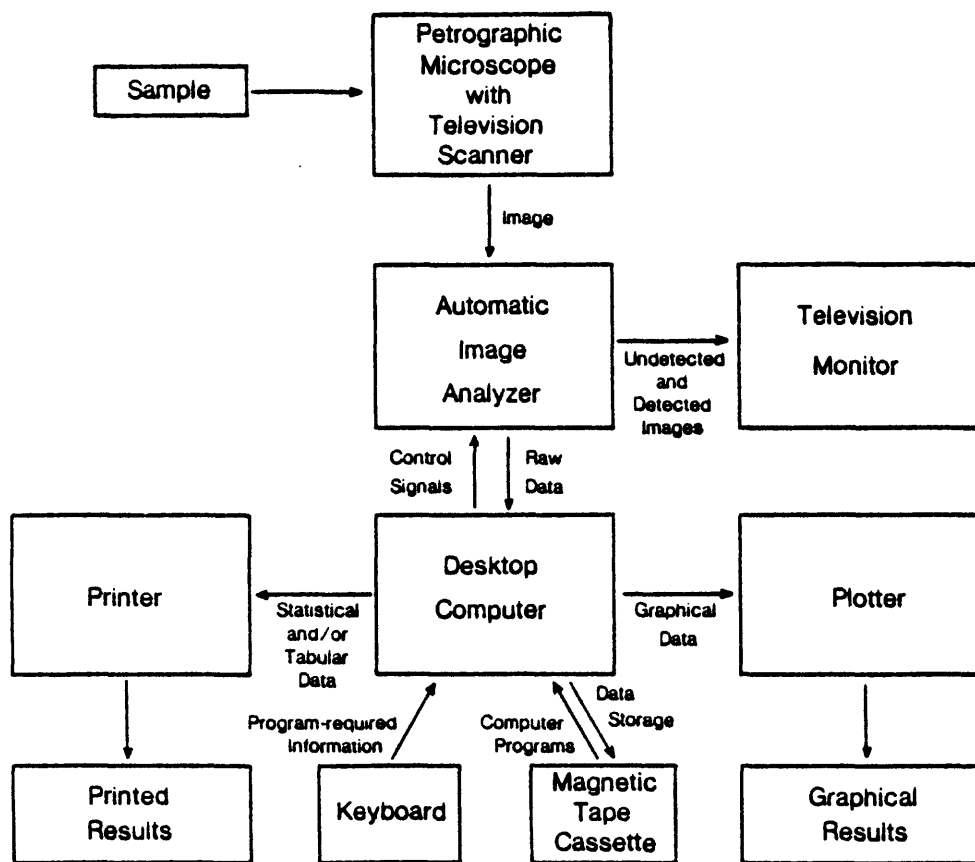 Petrographic
Microscope
with
Television
Scanner
Sample
Image
Automatic
Image
Analyzer
Undetected
and
Detected
Images
Television
Monitor
Control
Signals
Raw
Data
Printer
Statistical
and/or
Tabular
Data
Desktop
Computer
Graphical
Data
Plotter
Program-required
Information
Computer
Programs
Data
Storage
Printed
Results
Keyboard
Magnetic
Tape
Cassette
Graphical
Results